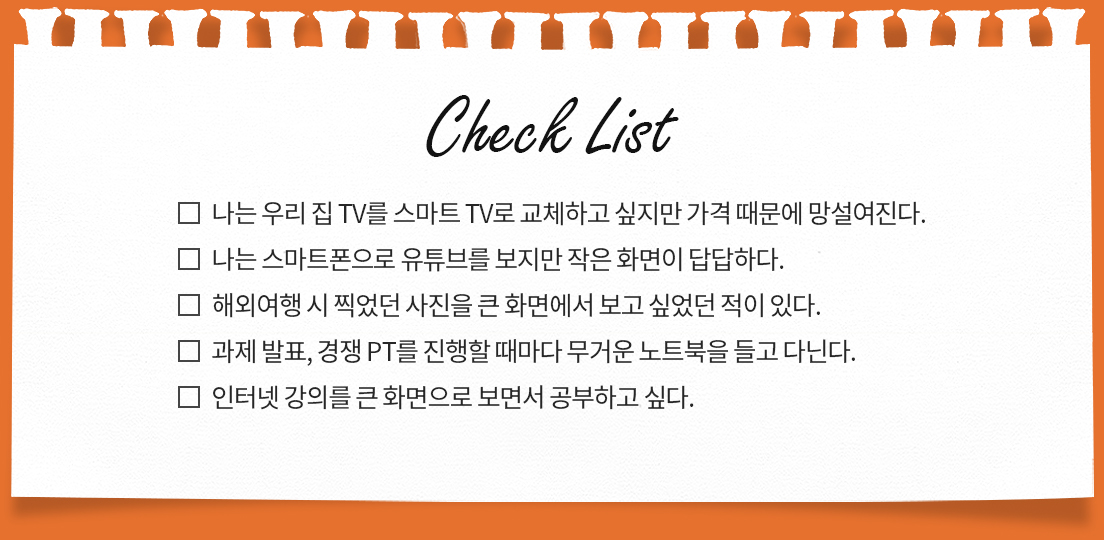 Check List
□ 나는 우리 집 TV를 스마트 TV로 교체하고 싶지만 가격 때문에 망설여진다.
□ 나는 스마트폰으로 유튜브를 보지만 작은 화면이 답답하다.
□ 해외여행 시 찍었던 사진을 큰 화면에서 보고 싶었던 적이 있다.
□ 과제 발표, 경쟁 PT를 진행할 때마다 무거운 노트북을 들고 다닌다.
□ 인터넷 강의를 큰 화면으로 보면서 공부하고 싶다.